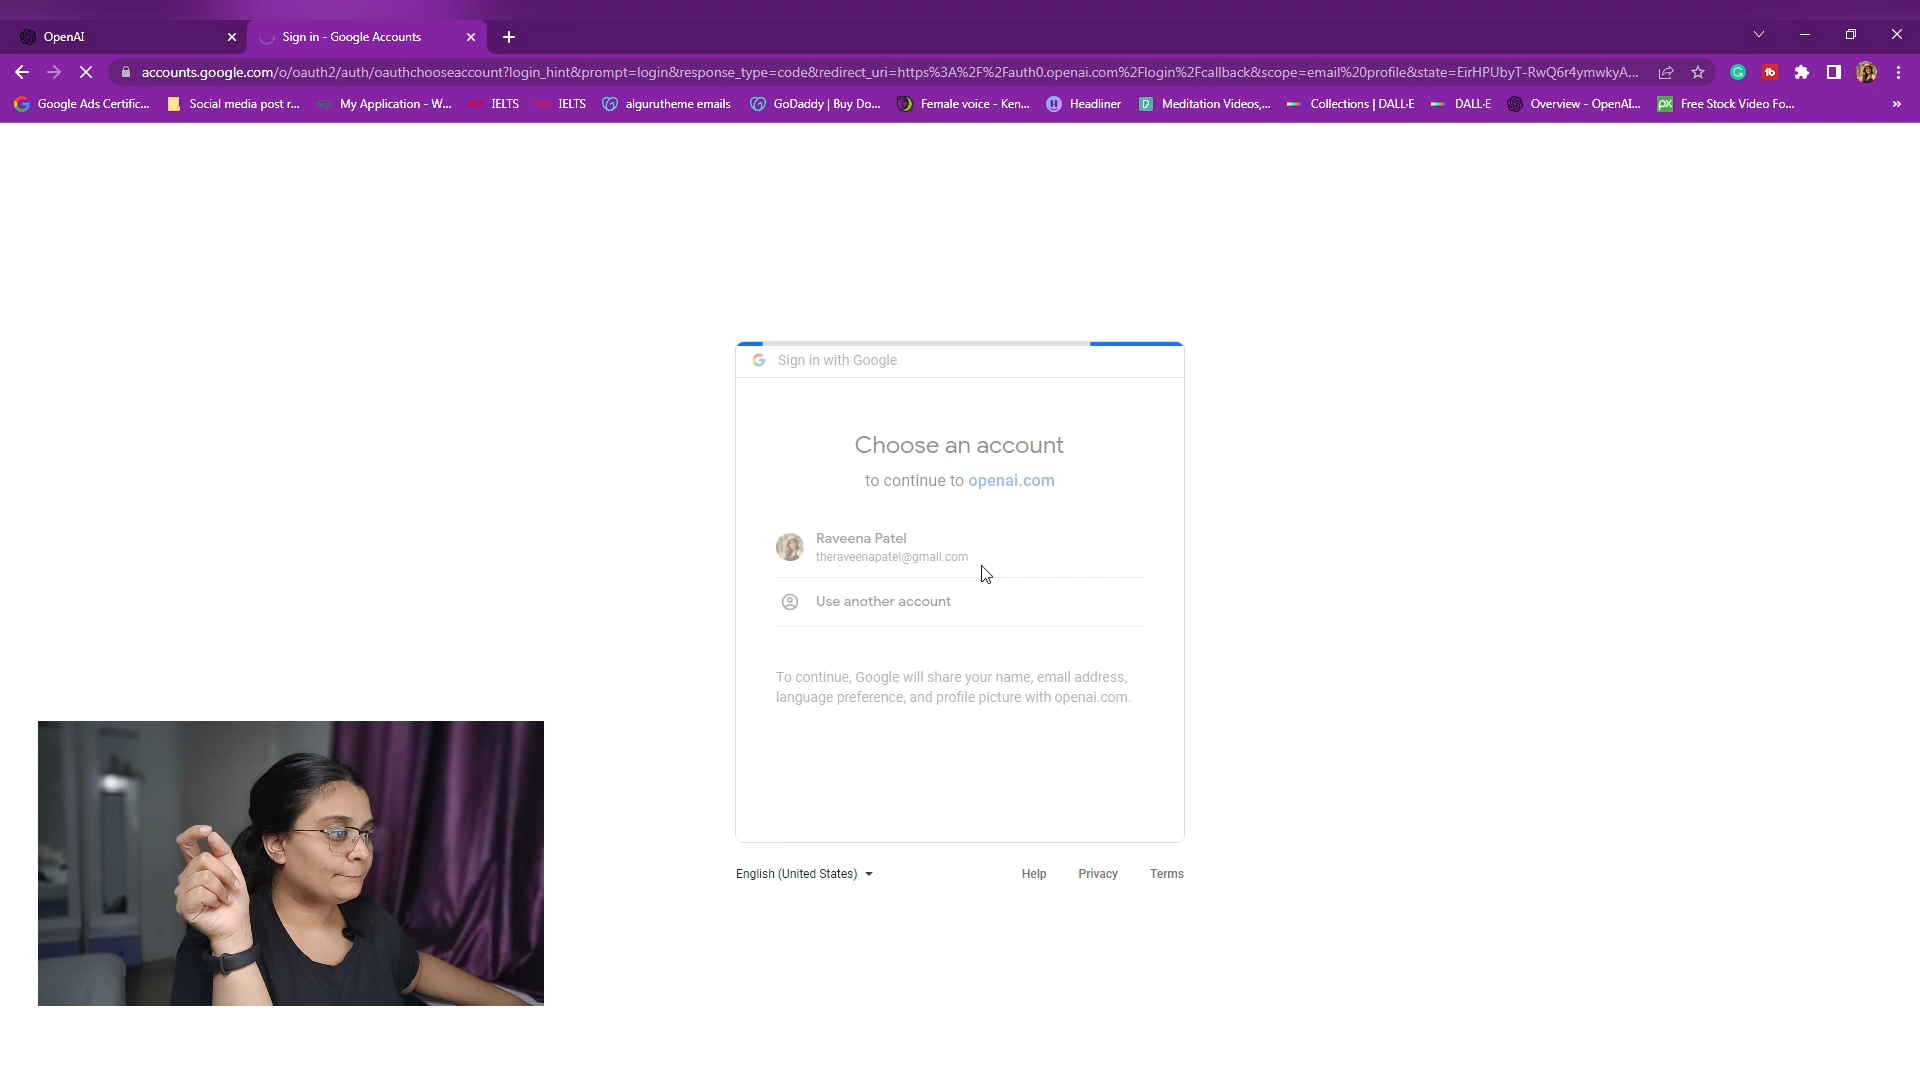 OpenAI
Sign in - Google Accounts
accounts.google.com/o/oauth2/auth/oauthchooseaccount?login_hint&prompt=login&response_type=code&redirect_uri=https%3A%2F%2Fauth0.openai.com%2Flogin%2Fcallback&scope=email%20profile&state=EirHPUbyT-RwQ6r4ymwkyA...
Google Ads Certific... Social media post r... My Application - W... IELTS IELTS algurutheme emails GoDaddy | Buy Do... Female voice - Ken... Headliner Meditation Videos,... Collections | DALL·E DALL·E Overview - OpenAI... Free Stock Video Fo... »
Sign in with Google
Choose an account
to continue to openai.com
Raveena Patel
theraveenapatel@gmail.com
Use another account
To continue, Google will share your name, email address,
language preference, and profile picture with openai.com.
English (United States) Help Privacy Terms